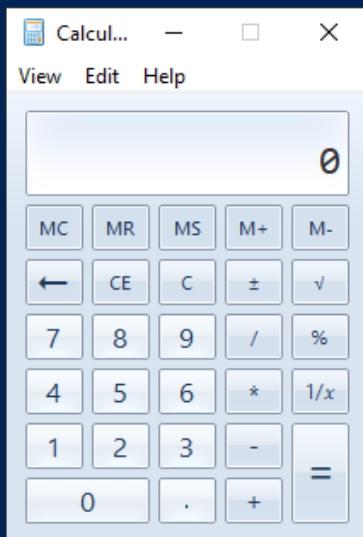 Calcul...
View Edit Help
0
MC MR MS M+ M-
← CE C ± √
7 8 9 / %
4 5 6 * 1/x
1 2 3 - =
0 . +